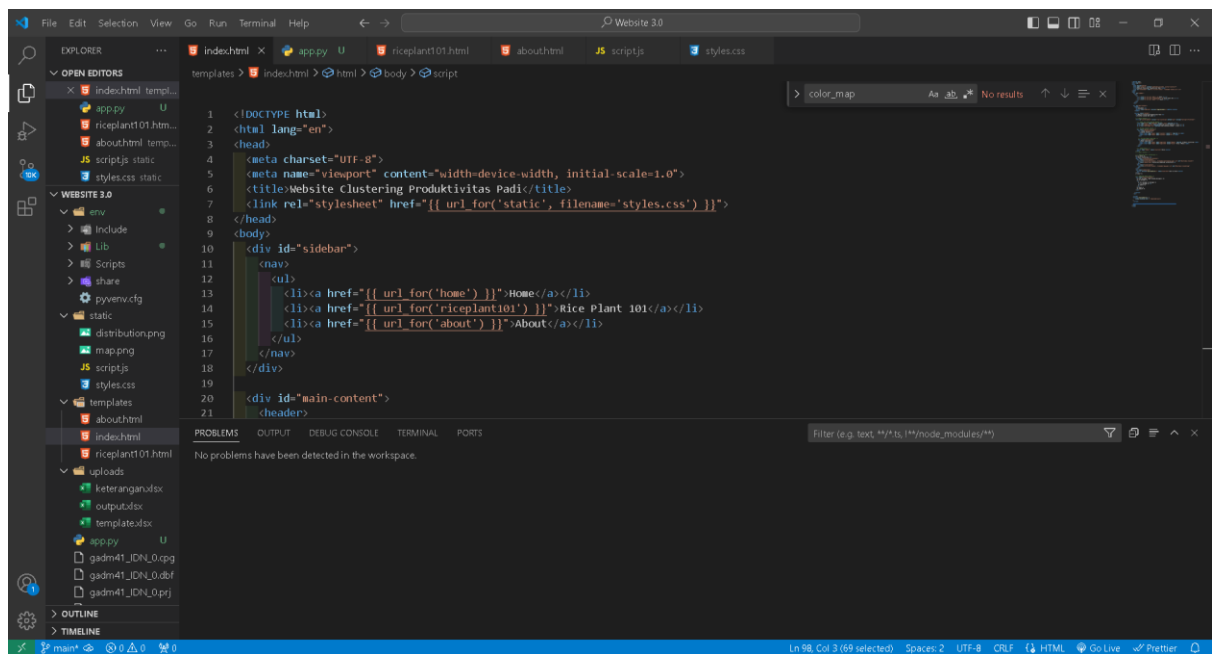 File Edit Selection View Go Run Terminal Help
Website 3.0
EXPLORER
index.html
app.py U
riceplant101.html
about.html
JS script.js
styles.css
OPEN EDITORS
index.html templ...
app.py U
riceplant101.htm...
about.html temp...
JS script.js static
styles.css static
WEBSITE 3.0
env
Include
Lib
Scripts
share
pyvenv.cfg
static
distribution.png
map.png
JS script.js
styles.css
templates
about.html
index.html
riceplant101.html
uploads
keterangan.xlsx
output.xlsx
template.xlsx
app.py U
gadm41_IDN_0.cpg
gadm41_IDN_0.dbf
gadm41_IDN_0.prj
OUTLINE
TIMELINE
10K
1
templates > index.html > html > body > script
color_map Aa ab .* No results
1 <!DOCTYPE html>
2 <html lang="en">
3 <head>
4 <meta charset="UTF-8">
5 <meta name="viewport" content="width=device-width, initial-scale=1.0">
6 <title>Website Clustering Produktivitas Padi</title>
7 <link rel="stylesheet" href="{{ url_for('static', filename='styles.css') }}">
8 </head>
9 <body>
10 <div id="sidebar">
11 <nav>
12 <ul>
13 <li><a href="{{ url_for('home') }}">Home</a></li>
14 <li><a href="{{ url_for('riceplant101') }}">Rice Plant 101</a></li>
15 <li><a href="{{ url_for('about') }}">About</a></li>
16 </ul>
17 </nav>
18 </div>
19
20 <div id="main-content">
21 <header>
PROBLEMS OUTPUT DEBUG CONSOLE TERMINAL PORTS
Filter (e.g. text, **/*.ts, !**/node_modules/**)
No problems have been detected in the workspace.
main* 0 0 0 Ln 98, Col 3 (69 selected) Spaces: 2 UTF-8 CRLF HTML Go Live Prettier